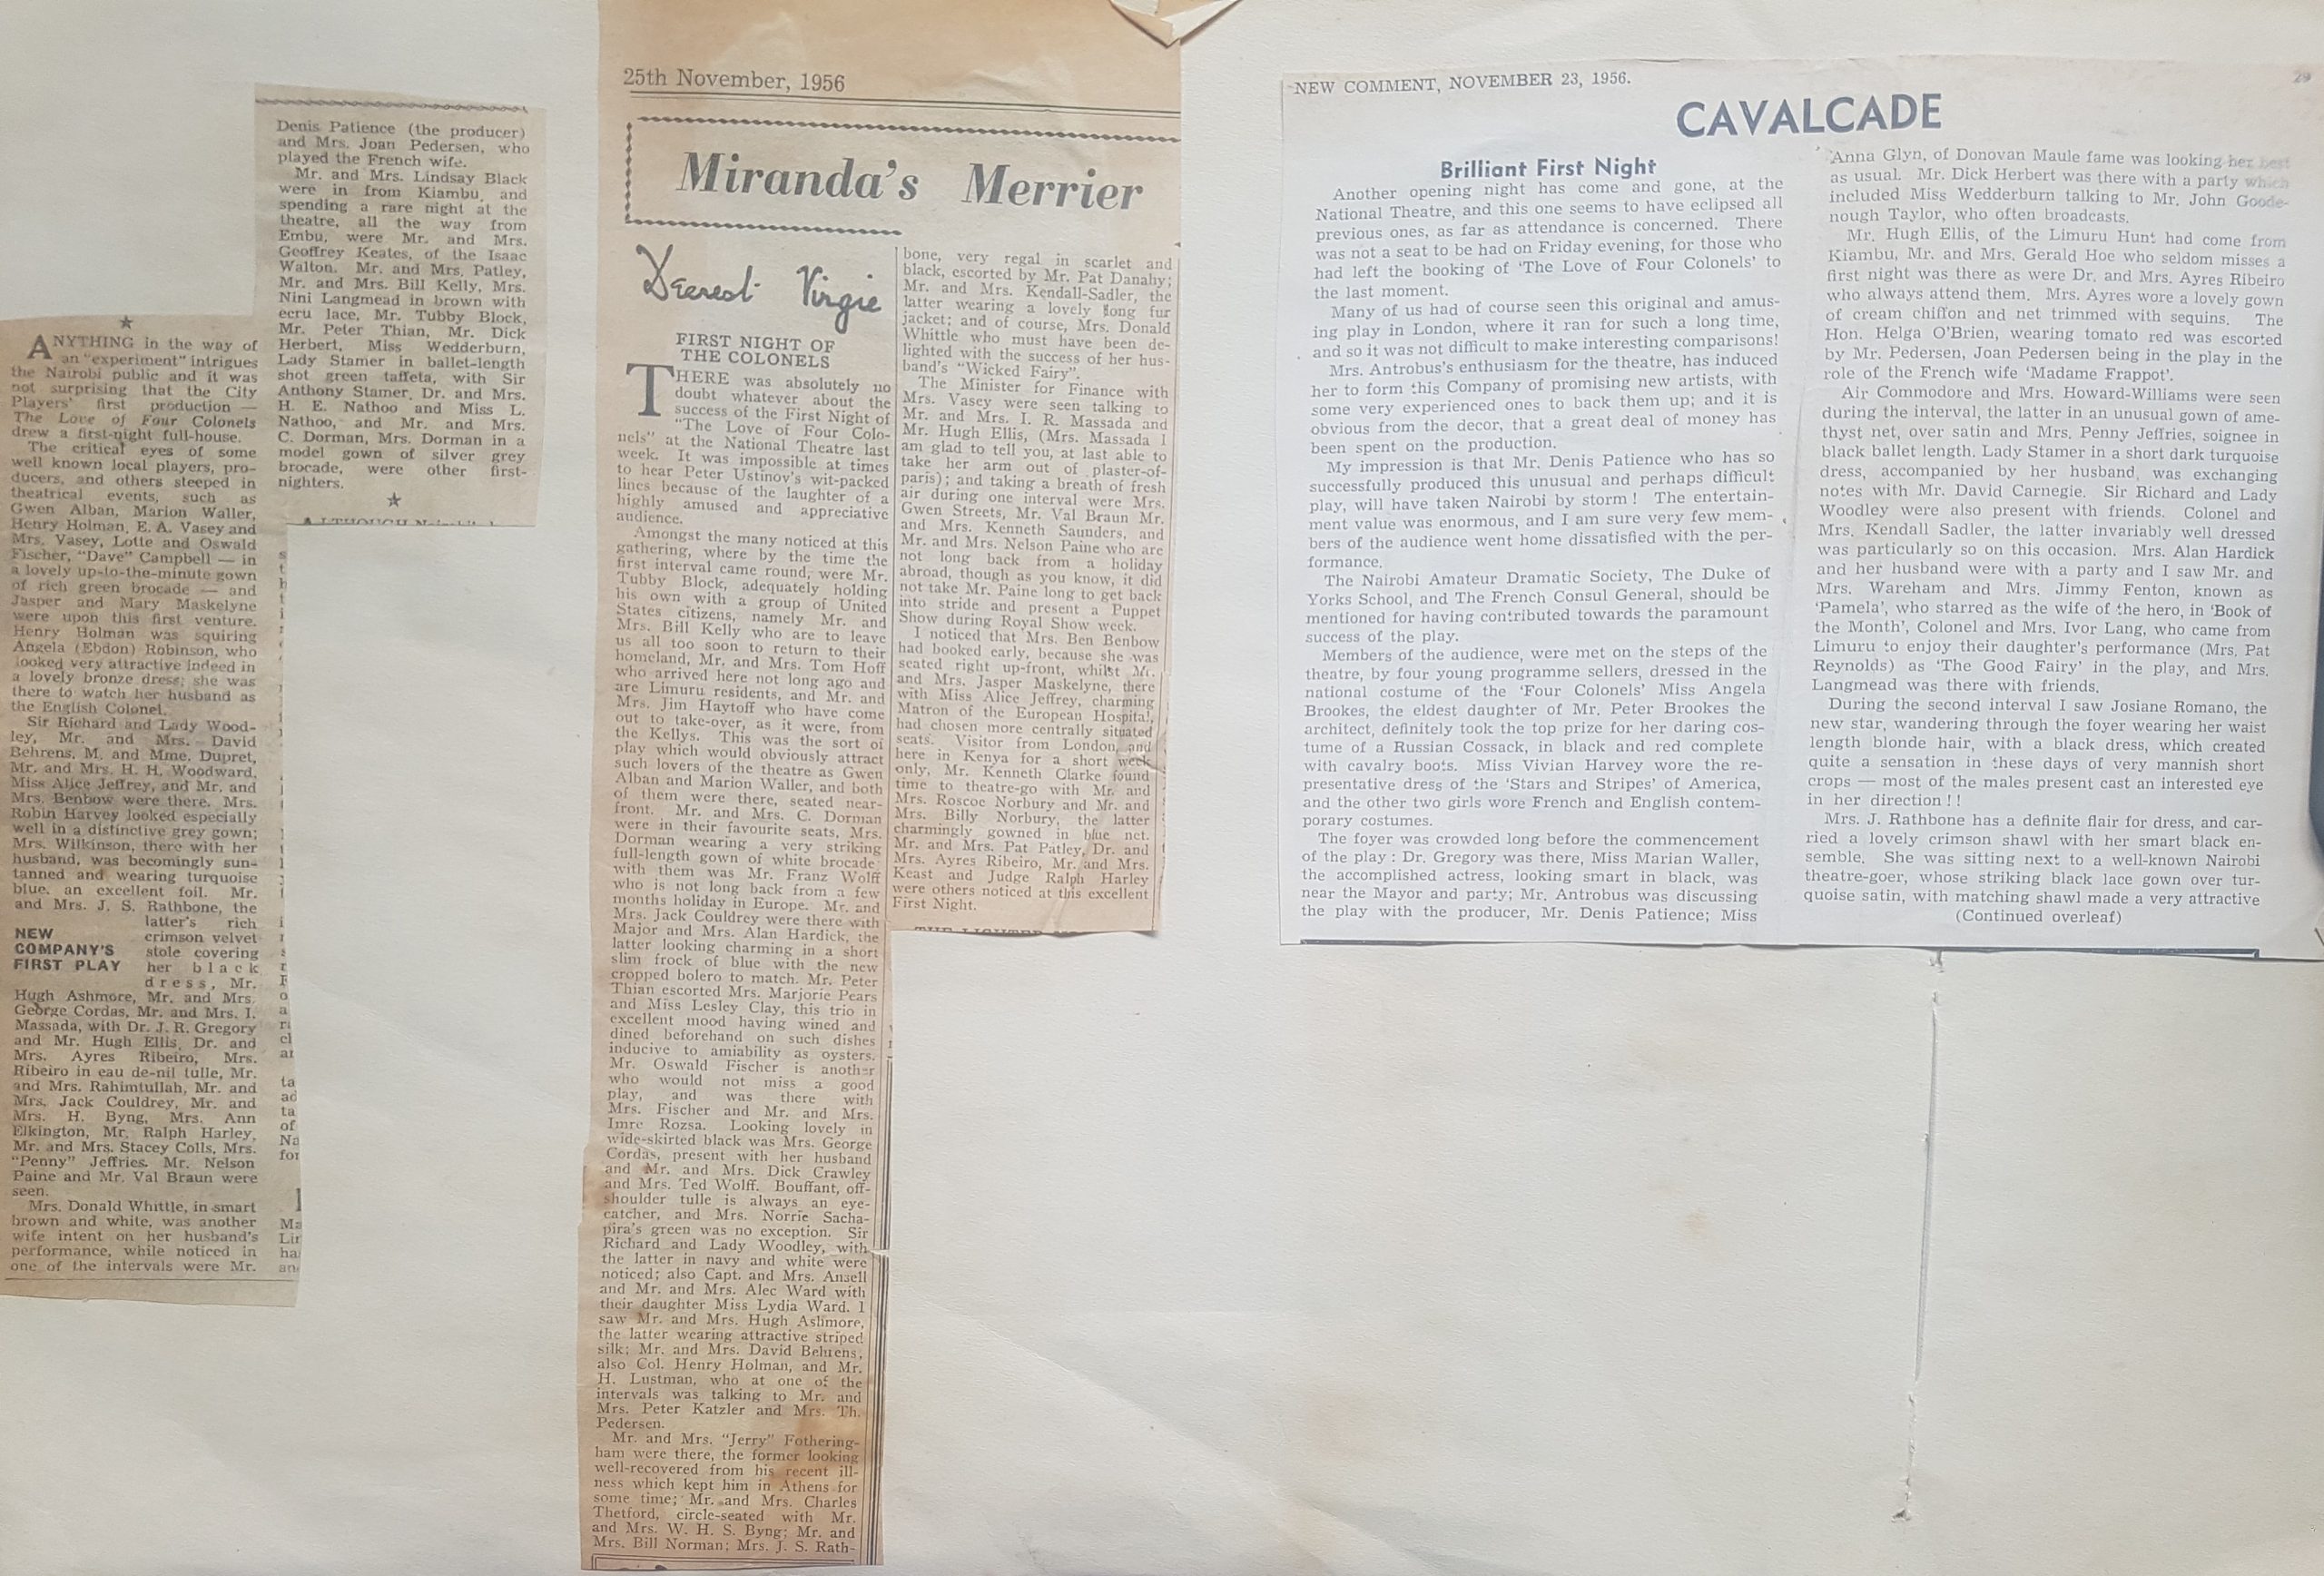 ★
ANYTHING in the way of
an "experiment" intrigues
the Nairobi public and it was
not surprising that the City
Players' first production —
The Love of Four Colonels
drew a first-night full-house.
The critical eyes of some
well known local players, pro-
ducers, and others steeped in
theatrical events, such as
Gwen Alban, Marion Waller,
Henry Holman, E. A. Vasey and
Mrs. Vasey, Lotte and Oswald
Fischer, "Dave" Campbell — in
a lovely up-to-the-minute gown
of rich green brocade — and
Jasper and Mary Maskelyne
were upon this first venture.
Henry Holman was squiring
Angela (Ebdon) Robinson, who
looked very attractive indeed in
a lovely bronze dress; she was
there to watch her husband as
the English Colonel.
Sir Richard and Lady Wood-
ley, Mr. and Mrs. David
Behrens, M. and Mme. Dupret,
Mr. and Mrs. H. H. Woodward,
Miss Alice Jeffrey, and Mr. and
Mrs. Benbow were there. Mrs.
Robin Harvey looked especially
well in a distinctive grey gown;
Mrs. Wilkinson, there with her
husband, was becomingly sun-
tanned and wearing turquoise
blue, an excellent foil. Mr.
and Mrs. J. S. Rathbone, the
latter's rich
crimson velvet
stole covering
her black
dress, Mr.
NEW
COMPANY'S
FIRST PLAY
Hugh Ashmore, Mr. and Mrs.
George Cordas, Mr. and Mrs. I.
Massada, with Dr. J. R. Gregory
and Mr. Hugh Ellis, Dr. and
Mrs. Ayres Ribeiro, Mrs.
Ribeiro in eau de-nil tulle, Mr.
and Mrs. Rahimtullah, Mr. and
Mrs. Jack Couldrey, Mr. and
Mrs. H. Byng, Mrs. Ann
Elkington, Mr. Ralph Harley,
Mr. and Mrs. Stacey Colls, Mrs.
"Penny" Jeffries. Mr. Nelson
Paine and Mr. Val Braun were
seen.
Mrs. Donald Whittle, in smart
brown and white, was another
wife intent on her husband's
performance, while noticed in
one of the intervals were Mr.
Denis Patience (the producer)
and Mrs. Joan Pedersen, who
played the French wife.
Mr. and Mrs. Lindsay Black
were in from Kiambu, and
spending a rare night at the
theatre, all the way from
Embu, were Mr. and Mrs.
Geoffrey Keates, of the Isaac
Walton. Mr. and Mrs. Patley,
Mr. and Mrs. Bill Kelly, Mrs.
Nini Langmead in brown with
ecru lace, Mr. Tubby Block,
Mr. Peter Thian, Mr. Dick
Herbert, Miss Wedderburn,
Lady Stamer in ballet-length
shot green taffeta, with Sir
Anthony Stamer, Dr. and Mrs.
H. E. Nathoo and Miss L.
Nathoo, and Mr. and Mrs.
C. Dorman, Mrs. Dorman in a
model gown of silver grey
brocade, were other first-
nighters.
★
25th November, 1956
Miranda's Merrier
Dearest Virgie
FIRST NIGHT OF
THE COLONELS
THERE was absolutely no
doubt whatever about the
success of the First Night of
"The Love of Four Colo-
nels" at the National Theatre last
week. It was impossible at times
to hear Peter Ustinov's wit-packed
lines because of the laughter of a
highly amused and appreciative
audience.
Amongst the many noticed at this
gathering, where by the time the
first interval came round, were Mr.
Tubby Block, adequately holding
his own with a group of United
States citizens, namely Mr. and
Mrs. Bill Kelly who are to leave
us all too soon to return to their
homeland, Mr. and Mrs. Tom Hoff
who arrived here not long ago and
are Limuru residents, and Mr. and
Mrs. Jim Haytoff who have come
out to take-over, as it were, from
the Kellys. This was the sort of
play which would obviously attract
such lovers of the theatre as Gwen
Alban and Marion Waller, and both
of them were there, seated near-
front. Mr. and Mrs. C. Dorman
were in their favourite seats, Mrs.
Dorman wearing a very striking
full-length gown of white brocade
with them was Mr. Franz Wolff
who is not long back from a few
months holiday in Europe. Mr. and
Mrs. Jack Couldrey were there with
Major and Mrs. Alan Hardick, the
latter looking charming in a short
slim frock of blue with the new
cropped bolero to match. Mr. Peter
Thian escorted Mrs. Marjorie Pears
and Miss Lesley Clay, this trio in
excellent mood having wined and
dined beforehand on such dishes
inducive to amiability as oysters.
Mr. Oswald Fischer is another
who would not miss a good
play, and was there with
Mrs. Fischer and Mr. and Mrs.
Imre Rozsa. Looking lovely in
wide-skirted black was Mrs. George
Cordas, present with her husband
and Mr. and Mrs. Dick Crawley
and Mrs. Ted Wolff. Bouffant, off-
shoulder tulle is always an eye-
catcher, and Mrs. Norrie Sacha-
pira's green was no exception. Sir
Richard and Lady Woodley, with
the latter in navy and white were
noticed; also Capt. and Mrs. Ansell
and Mr. and Mrs. Alec Ward with
their daughter Miss Lydia Ward. I
saw Mr. and Mrs. Hugh Ashmore,
the latter wearing attractive striped
silk; Mr. and Mrs. David Behrens,
also Col. Henry Holman, and Mr.
H. Lustman, who at one of the
intervals was talking to Mr. and
Mrs. Peter Katzler and Mrs. Th.
Pedersen.
Mr. and Mrs. "Jerry" Fothering-
ham were there, the former looking
well-recovered from his recent ill-
ness which kept him in Athens for
some time; Mr. and Mrs. Charles
Thetford, circle-seated with Mr.
and Mrs. W. H. S. Byng; Mr. and
Mrs. Bill Norman; Mrs. J. S. Rath-
bone, very regal in scarlet and
black, escorted by Mr. Pat Danahy;
Mr. and Mrs. Kendall-Sadler, the
latter wearing a lovely long fur
jacket; and of course, Mrs. Donald
Whittle who must have been de-
lighted with the success of her hus-
band's "Wicked Fairy".
The Minister for Finance with
Mrs. Vasey were seen talking to
Mr. and Mrs. I. R. Massada and
Mr. Hugh Ellis, (Mrs. Massada I
am glad to tell you, at last able to
take her arm out of plaster-of-
paris); and taking a breath of fresh
air during one interval were Mrs.
Gwen Streets, Mr. Val Braun Mr.
and Mrs. Kenneth Saunders, and
Mr. and Mrs. Nelson Paine who are
not long back from a holiday
abroad, though as you know, it did
not take Mr. Paine long to get back
into stride and present a Puppet
Show during Royal Show week.
I noticed that Mrs. Ben Benbow
had booked early, because she was
seated right up-front, whilst Mr.
and Mrs. Jasper Maskelyne, there
with Miss Alice Jeffrey, charming
Matron of the European Hospital,
had chosen more centrally situated
seats. Visitor from London, and
here in Kenya for a short week
only, Mr. Kenneth Clarke found
time to theatre-go with Mr. and
Mrs. Roscoe Norbury and Mr. and
Mrs. Billy Norbury, the latter
charmingly gowned in blue net.
Mr. and Mrs. Pat Patley, Dr. and
Mrs. Ayres Ribeiro, Mr. and Mrs.
Keast and Judge Ralph Harley
were others noticed at this excellent
First Night.
NEW COMMENT, NOVEMBER 23, 1956.
29
CAVALCADE
Brilliant First Night
Another opening night has come and gone, at the
National Theatre, and this one seems to have eclipsed all
previous ones, as far as attendance is concerned. There
was not a seat to be had on Friday evening, for those who
had left the booking of 'The Love of Four Colonels' to
the last moment.
Many of us had of course seen this original and amus-
ing play in London, where it ran for such a long time,
and so it was not difficult to make interesting comparisons!
Mrs. Antrobus's enthusiasm for the theatre, has induced
her to form this Company of promising new artists, with
some very experienced ones to back them up; and it is
obvious from the decor, that a great deal of money has
been spent on the production.
My impression is that Mr. Denis Patience who has so
successfully produced this unusual and perhaps difficult
play, will have taken Nairobi by storm! The entertain-
ment value was enormous, and I am sure very few mem-
bers of the audience went home dissatisfied with the per-
formance.
The Nairobi Amateur Dramatic Society, The Duke of
Yorks School, and The French Consul General, should be
mentioned for having contributed towards the paramount
success of the play.
Members of the audience, were met on the steps of the
theatre, by four young programme sellers, dressed in the
national costume of the 'Four Colonels' Miss Angela
Brookes, the eldest daughter of Mr. Peter Brookes the
architect, definitely took the top prize for her daring cos-
tume of a Russian Cossack, in black and red complete
with cavalry boots. Miss Vivian Harvey wore the re-
presentative dress of the 'Stars and Stripes' of America,
and the other two girls wore French and English contem-
porary costumes.
The foyer was crowded long before the commencement
of the play: Dr. Gregory was there, Miss Marian Waller,
the accomplished actress, looking smart in black, was
near the Mayor and party; Mr. Antrobus was discussing
the play with the producer, Mr. Denis Patience; Miss
Anna Glyn, of Donovan Maule fame was looking her best
as usual. Mr. Dick Herbert was there with a party which
included Miss Wedderburn talking to Mr. John Goode-
nough Taylor, who often broadcasts.
Mr. Hugh Ellis, of the Limuru Hunt had come from
Kiambu, Mr. and Mrs. Gerald Hoe who seldom misses a
first night was there as were Dr. and Mrs. Ayres Ribeiro
who always attend them. Mrs. Ayres wore a lovely gown
of cream chiffon and net trimmed with sequins. The
Hon. Helga O'Brien, wearing tomato red was escorted
by Mr. Pedersen, Joan Pedersen being in the play in the
role of the French wife 'Madame Frappot'.
Air Commodore and Mrs. Howard-Williams were seen
during the interval, the latter in an unusual gown of ame-
thyst net, over satin and Mrs. Penny Jeffries, soignee in
black ballet length. Lady Stamer in a short dark turquoise
dress, accompanied by her husband, was exchanging
notes with Mr. David Carnegie. Sir Richard and Lady
Woodley were also present with friends. Colonel and
Mrs. Kendall Sadler, the latter invariably well dressed
was particularly so on this occasion. Mrs. Alan Hardick
and her husband were with a party and I saw Mr. and
Mrs. Wareham and Mrs. Jimmy Fenton, known as
'Pamela', who starred as the wife of the hero, in 'Book of
the Month', Colonel and Mrs. Ivor Lang, who came from
Limuru to enjoy their daughter's performance (Mrs. Pat
Reynolds) as 'The Good Fairy' in the play, and Mrs.
Langmead was there with friends.
During the second interval I saw Josiane Romano, the
new star, wandering through the foyer wearing her waist
length blonde hair, with a black dress, which created
quite a sensation in these days of very mannish short
crops — most of the males present cast an interested eye
in her direction!!
Mrs. J. Rathbone has a definite flair for dress, and car-
ried a lovely crimson shawl with her smart black en-
semble. She was sitting next to a well-known Nairobi
theatre-goer, whose striking black lace gown over tur-
quoise satin, with matching shawl made a very attractive
(Continued overleaf)